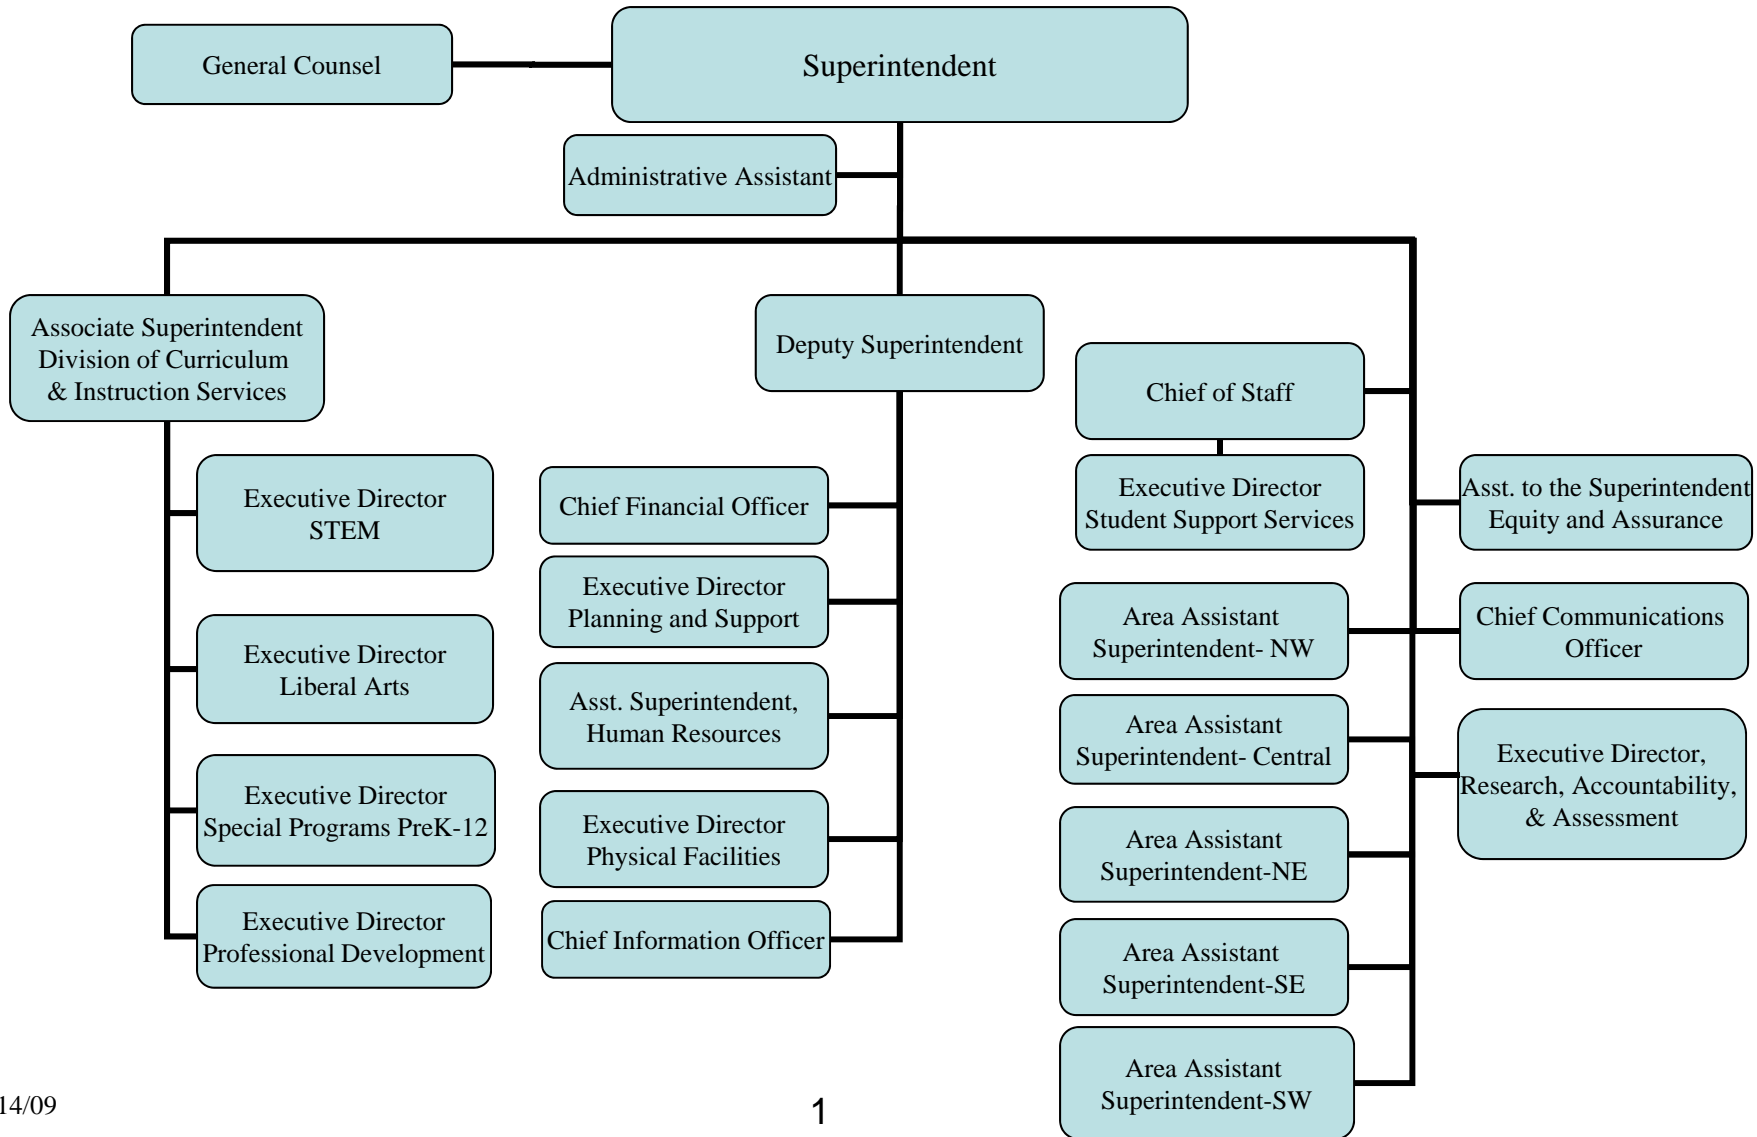 General Counsel
Superintendent
Administrative Assistant
Associate Superintendent
Division of Curriculum
& Instruction Services
Executive Director
STEM
Executive Director
Liberal Arts
Executive Director
Special Programs PreK-12
Executive Director
Professional Development
Deputy Superintendent
Chief Financial Officer
Executive Director
Planning and Support
Asst. Superintendent,
Human Resources
Executive Director
Physical Facilities
Chief Information Officer
Chief of Staff
Executive Director
Student Support Services
Area Assistant
Superintendent- NW
Area Assistant
Superintendent- Central
Area Assistant
Superintendent-NE
Area Assistant
Superintendent-SE
Area Assistant
Superintendent-SW
Asst. to the Superintendent
Equity and Assurance
Chief Communications
Officer
Executive Director,
Research, Accountability,
& Assessment
14/09
1